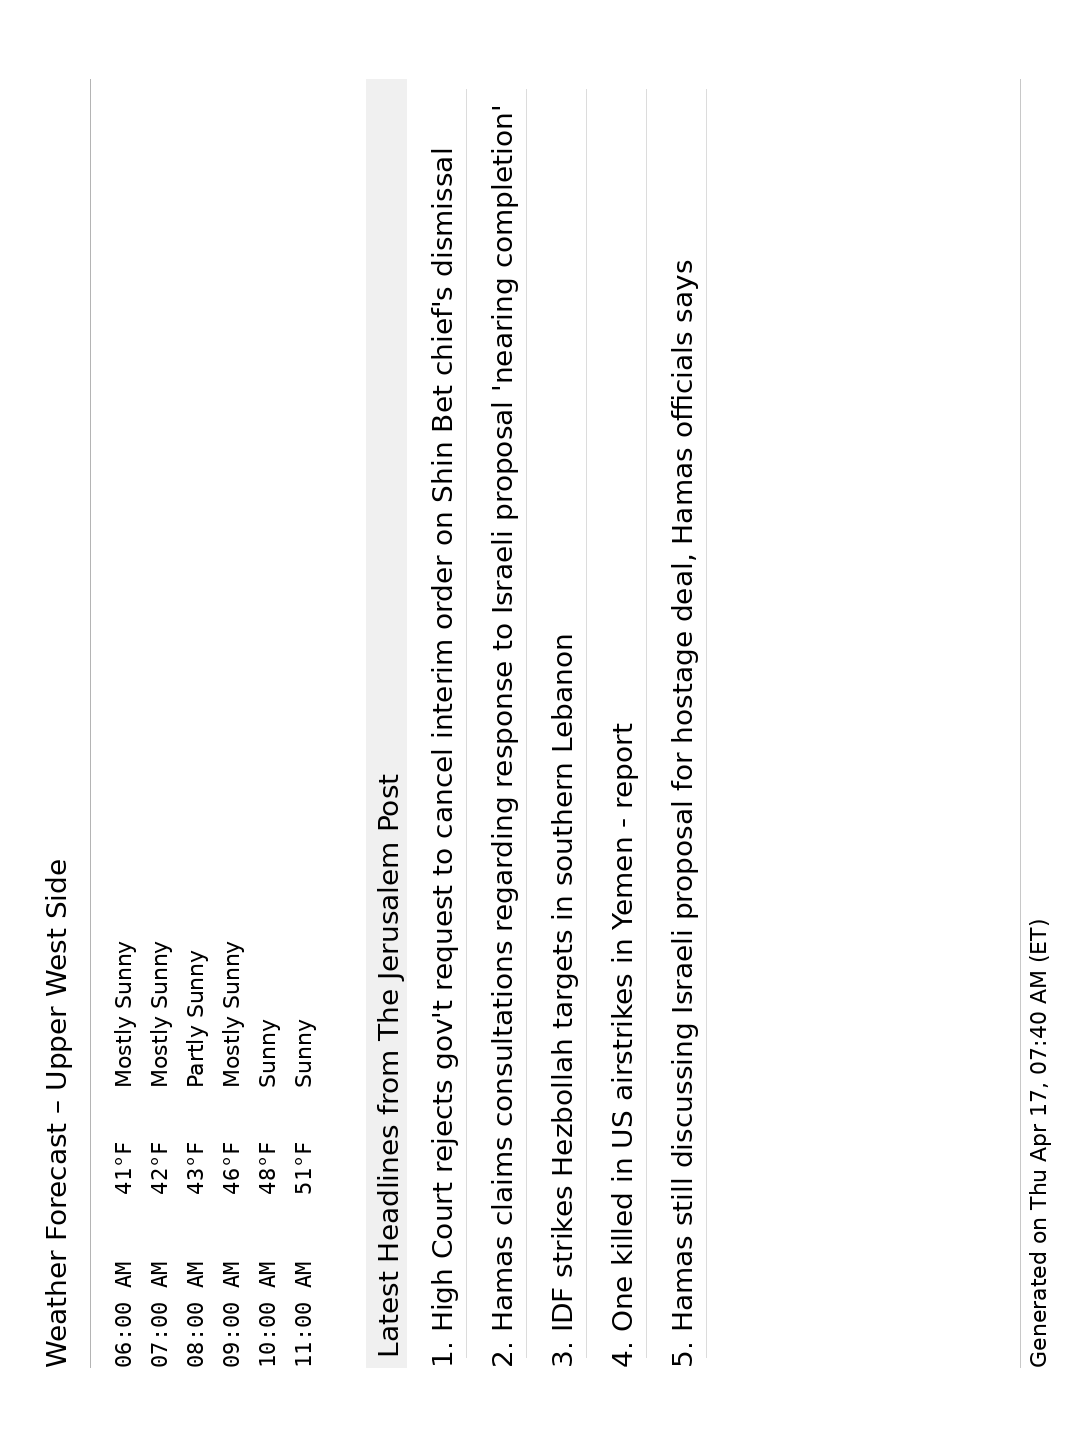 Weather Forecast – Upper West Side
06:00 AM 41°F Mostly Sunny
07:00 AM 42°F Mostly Sunny
08:00 AM 43°F Partly Sunny
09:00 AM 46°F Mostly Sunny
10:00 AM 48°F Sunny
11:00 AM 51°F Sunny
Latest Headlines from The Jerusalem Post
1. High Court rejects gov't request to cancel interim order on Shin Bet chief's dismissal
2. Hamas claims consultations regarding response to Israeli proposal 'nearing completion'
3. IDF strikes Hezbollah targets in southern Lebanon
4. One killed in US airstrikes in Yemen - report
5. Hamas still discussing Israeli proposal for hostage deal, Hamas officials says
Generated on Thu Apr 17, 07:40 AM (ET)